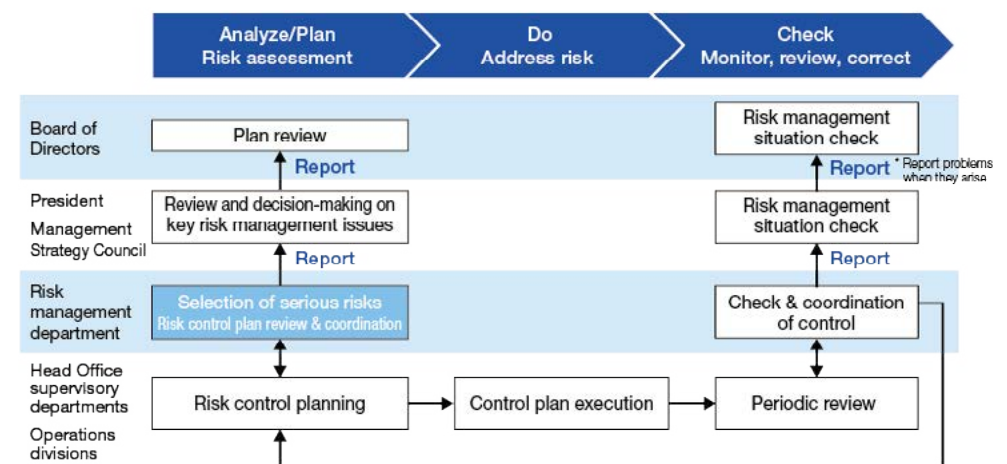 Analyze/Plan
Risk assessment
Do
Address risk
Check
Monitor, review, correct
Board of
Directors
Plan review
Report
Risk management
situation check
Report
* Report problems
when they arise
President
Management
Strategy Council
Review and decision-making on
key risk management issues
Report
Risk management
situation check
Report
Risk
management
department
Selection of serious risks
Risk control plan review & coordination
Check & coordination
of control
Head Office
supervisory
departments
Operations
divisions
Risk control planning
Control plan execution
Periodic review